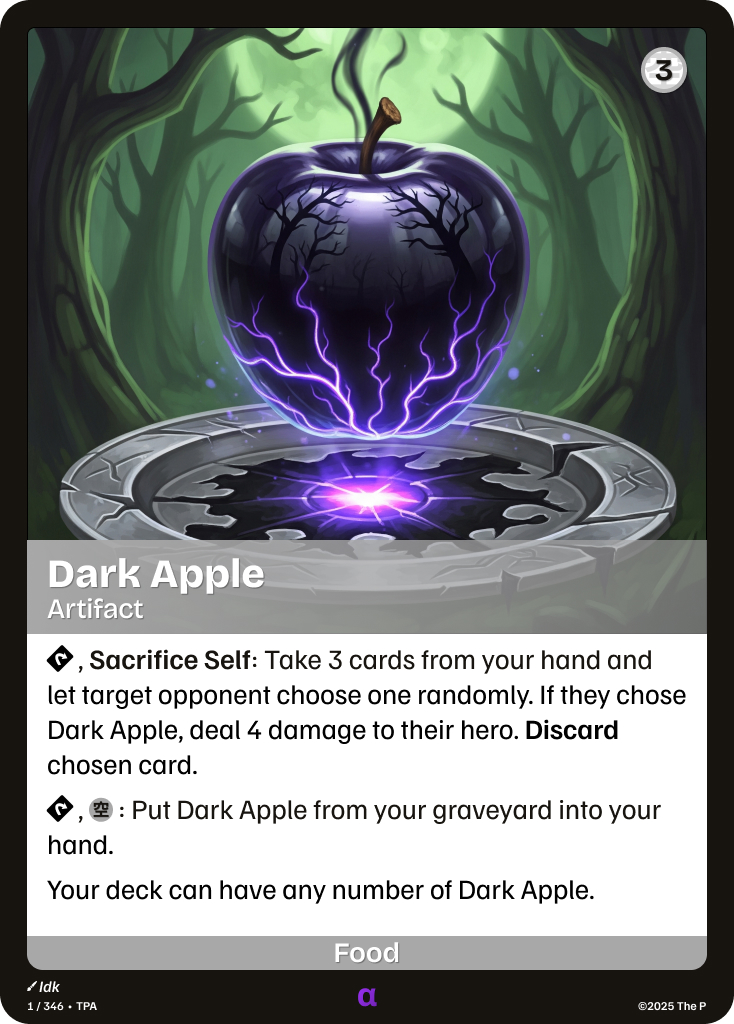 3
Dark Apple
Artifact
, Sacrifice Self: Take 3 cards from your hand and
let target opponent choose one randomly. If they chose
Dark Apple, deal 4 damage to their hero. Discard
chosen card.
, 空 : Put Dark Apple from your graveyard into your
hand.
Your deck can have any number of Dark Apple.
Food
Idk
1 / 346 • TPA
α
©2025 The P